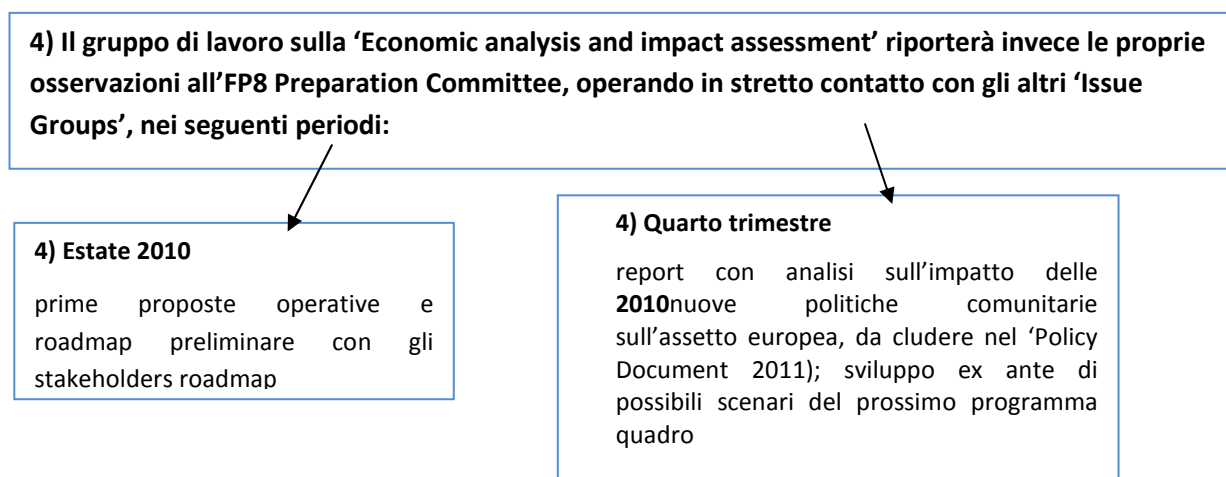 4) Il gruppo di lavoro sulla ‘Economic analysis and impact assessment’ riporterà invece le proprie
osservazioni all’FP8 Preparation Committee, operando in stretto contatto con gli altri ‘Issue
Groups’, nei seguenti periodi:
4) Estate 2010
prime proposte operative e
roadmap preliminare con gli
stakeholders roadmap
4) Quarto trimestre
report con analisi sull’impatto delle
2010nuove politiche comunitarie
sull’assetto europea, da cludere nel ‘Policy
Document 2011); sviluppo ex ante di
possibili scenari del prossimo programma
quadro